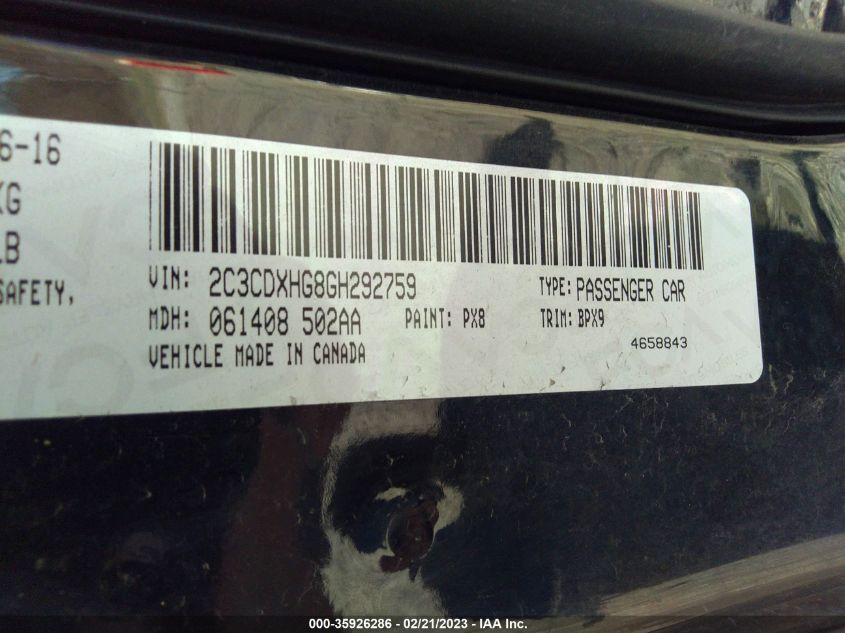 6-16
KG
LB
SAFETY,
VIN: 2C3CDXHG8GH292759 TYPE: PASSENGER CAR
MDH: 061408 502AA PAINT: PX8 TRIM: BPX9
VEHICLE MADE IN CANADA 4658843
000-35926286 - 02/21/2023 - IAA Inc.